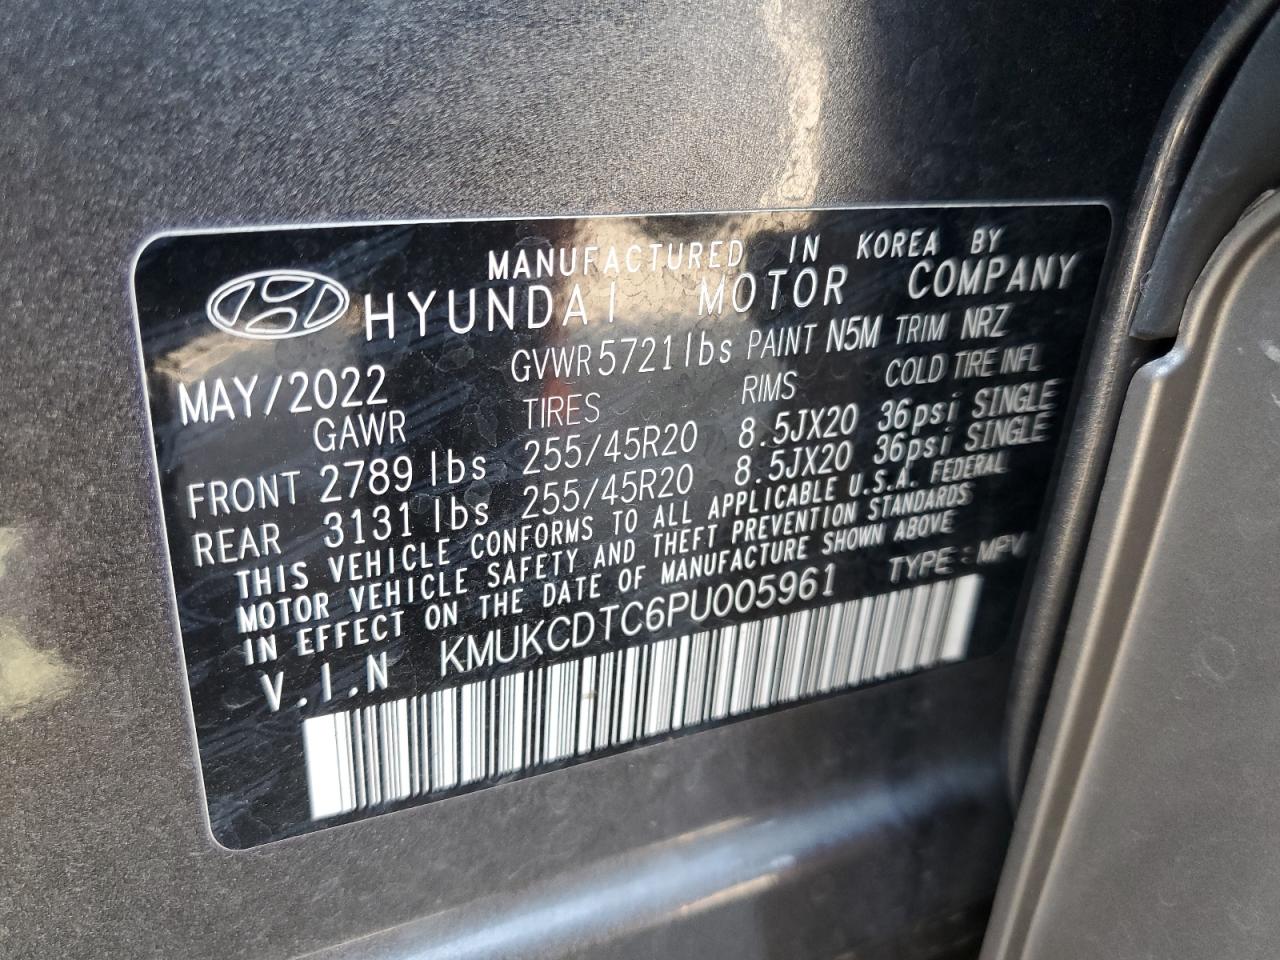 MANUFACTURED IN KOREA BY
HYUNDAI MOTOR COMPANY
MAY/2022 GVWR 5721 lbs PAINT N5M TRIM NRZ
GAWR TIRES RIMS COLD TIRE INFL
FRONT 2789 lbs 255/45R20 8.5JX20 36psi SINGLE
REAR 3131 lbs 255/45R20 8.5JX20 36psi SINGLE
THIS VEHICLE CONFORMS TO ALL APPLICABLE U.S.A. FEDERAL
MOTOR VEHICLE SAFETY AND THEFT PREVENTION STANDARDS
IN EFFECT ON THE DATE OF MANUFACTURE SHOWN ABOVE
V.I.N KMUKCDTC6PU005961 TYPE : MPV